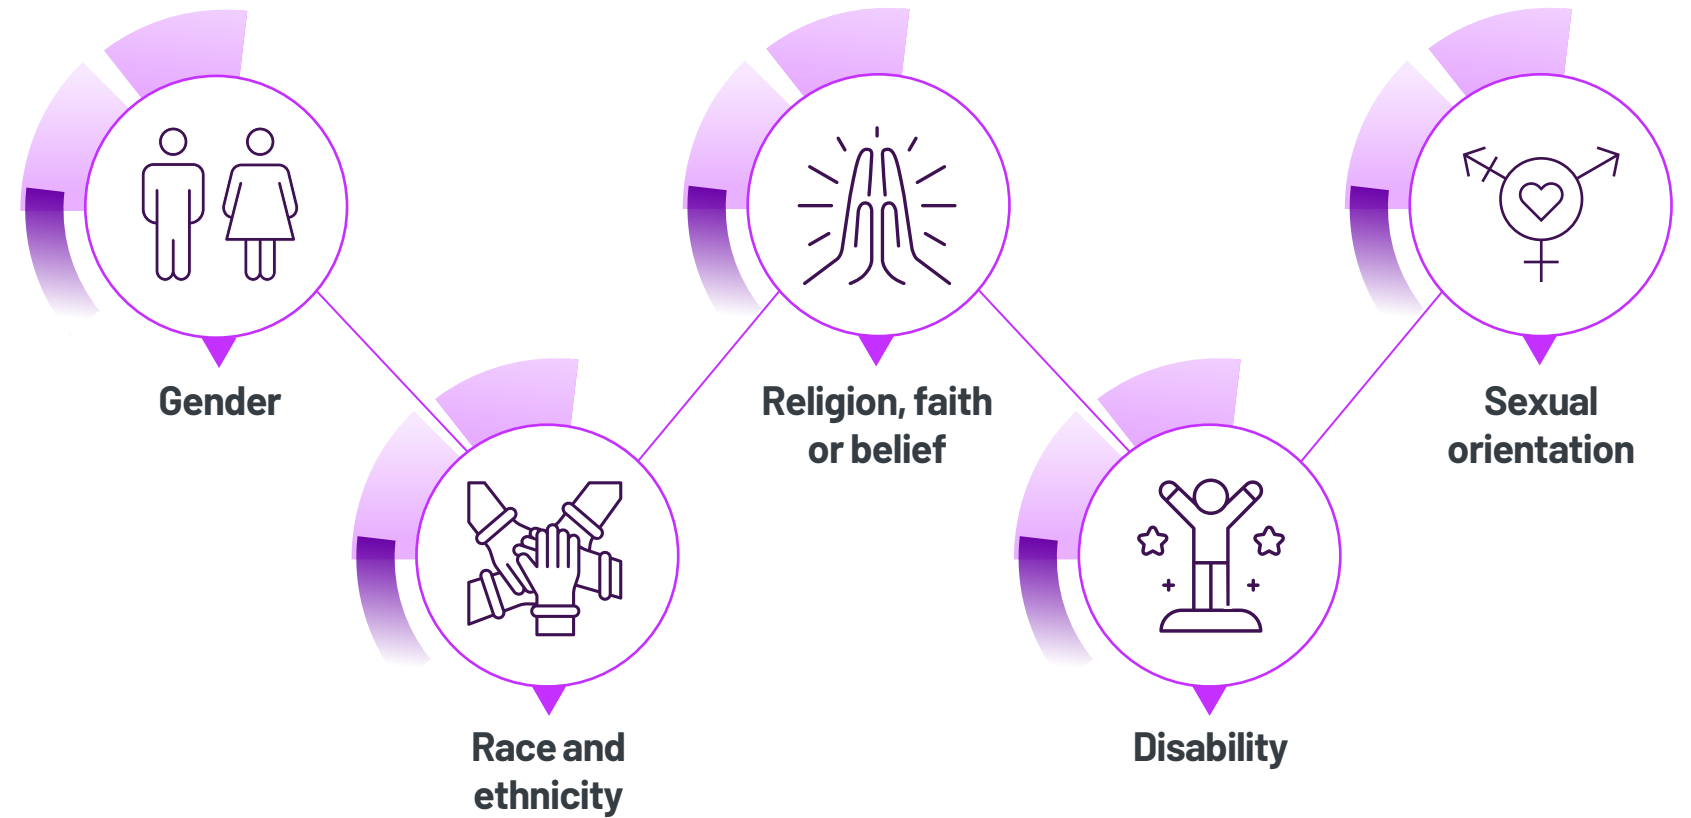 Gender
Race and
ethnicity
Religion, faith
or belief
Disability
Sexual
orientation